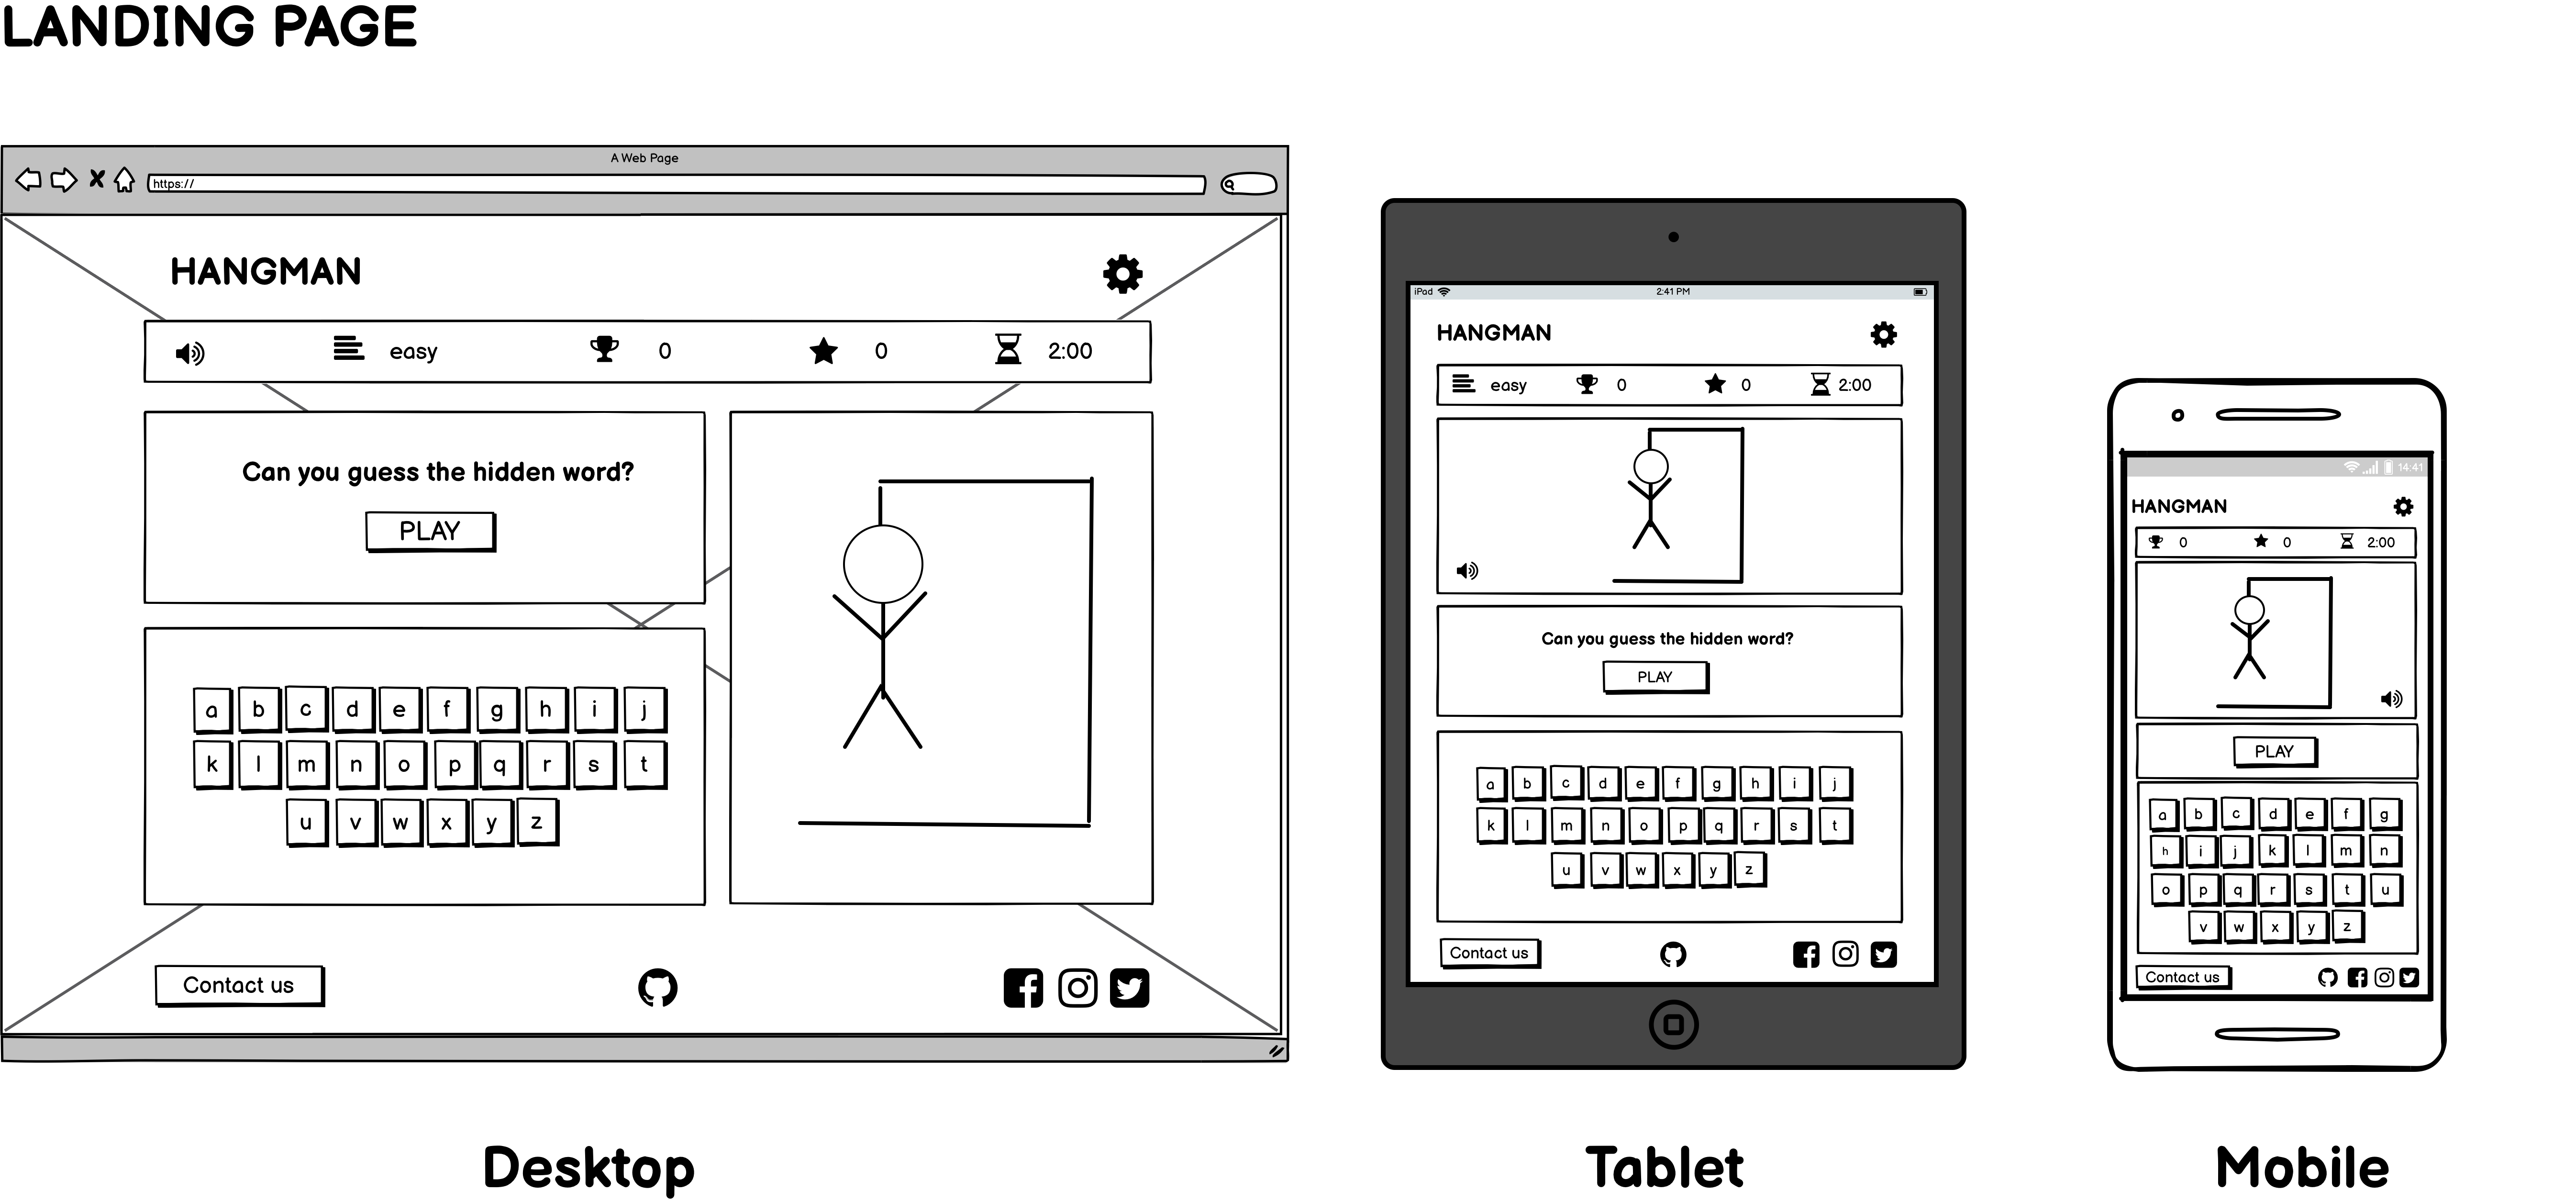 LANDING PAGE
A Web Page
https://
HANGMAN
easy 0 0 2:00
Can you guess the hidden word?
PLAY
a b c d e f g h i j
k l m n o p q r s t
u v w x y z
Contact us
Desktop
iPad 2:41 PM
HANGMAN
easy 0 0 2:00
Can you guess the hidden word?
PLAY
a b c d e f g h i j
k l m n o p q r s t
u v w x y z
Contact us
Tablet
14:41
HANGMAN
0 0 2:00
PLAY
a b c d e f g
h i j k l m n
o p q r s t u
v w x y z
Contact us
Mobile